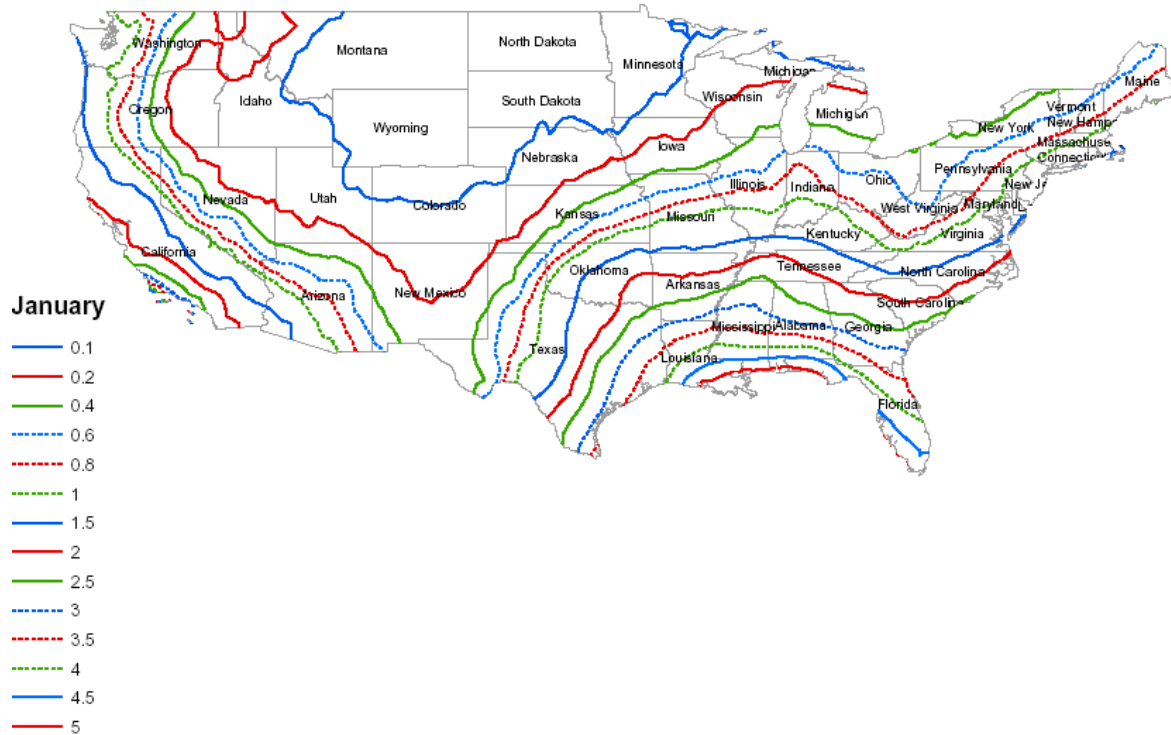 Washington
Montana
North Dakota
Minnesota
Michigan
Maine
Oregon
Idaho
South Dakota
Wisconsin
Michigan
Vermont
New Hamp
New York
Wyoming
Massachuse
Connecticut
Nebraska
Iowa
Pennsylvania
Nevada
Utah
Colorado
Illinois
Indiana
Ohio
New Je
Maryland
West Virginia
Kansas
Missouri
Kentucky
Virginia
California
Oklahoma
Tennessee
North Carolina
Arizona
New Mexico
Arkansas
South Carolina
Mississippi
Alabama
Georgia
Texas
Louisiana
Florida
January
0.1
0.2
0.4
0.6
0.8
1
1.5
2
2.5
3
3.5
4
4.5
5